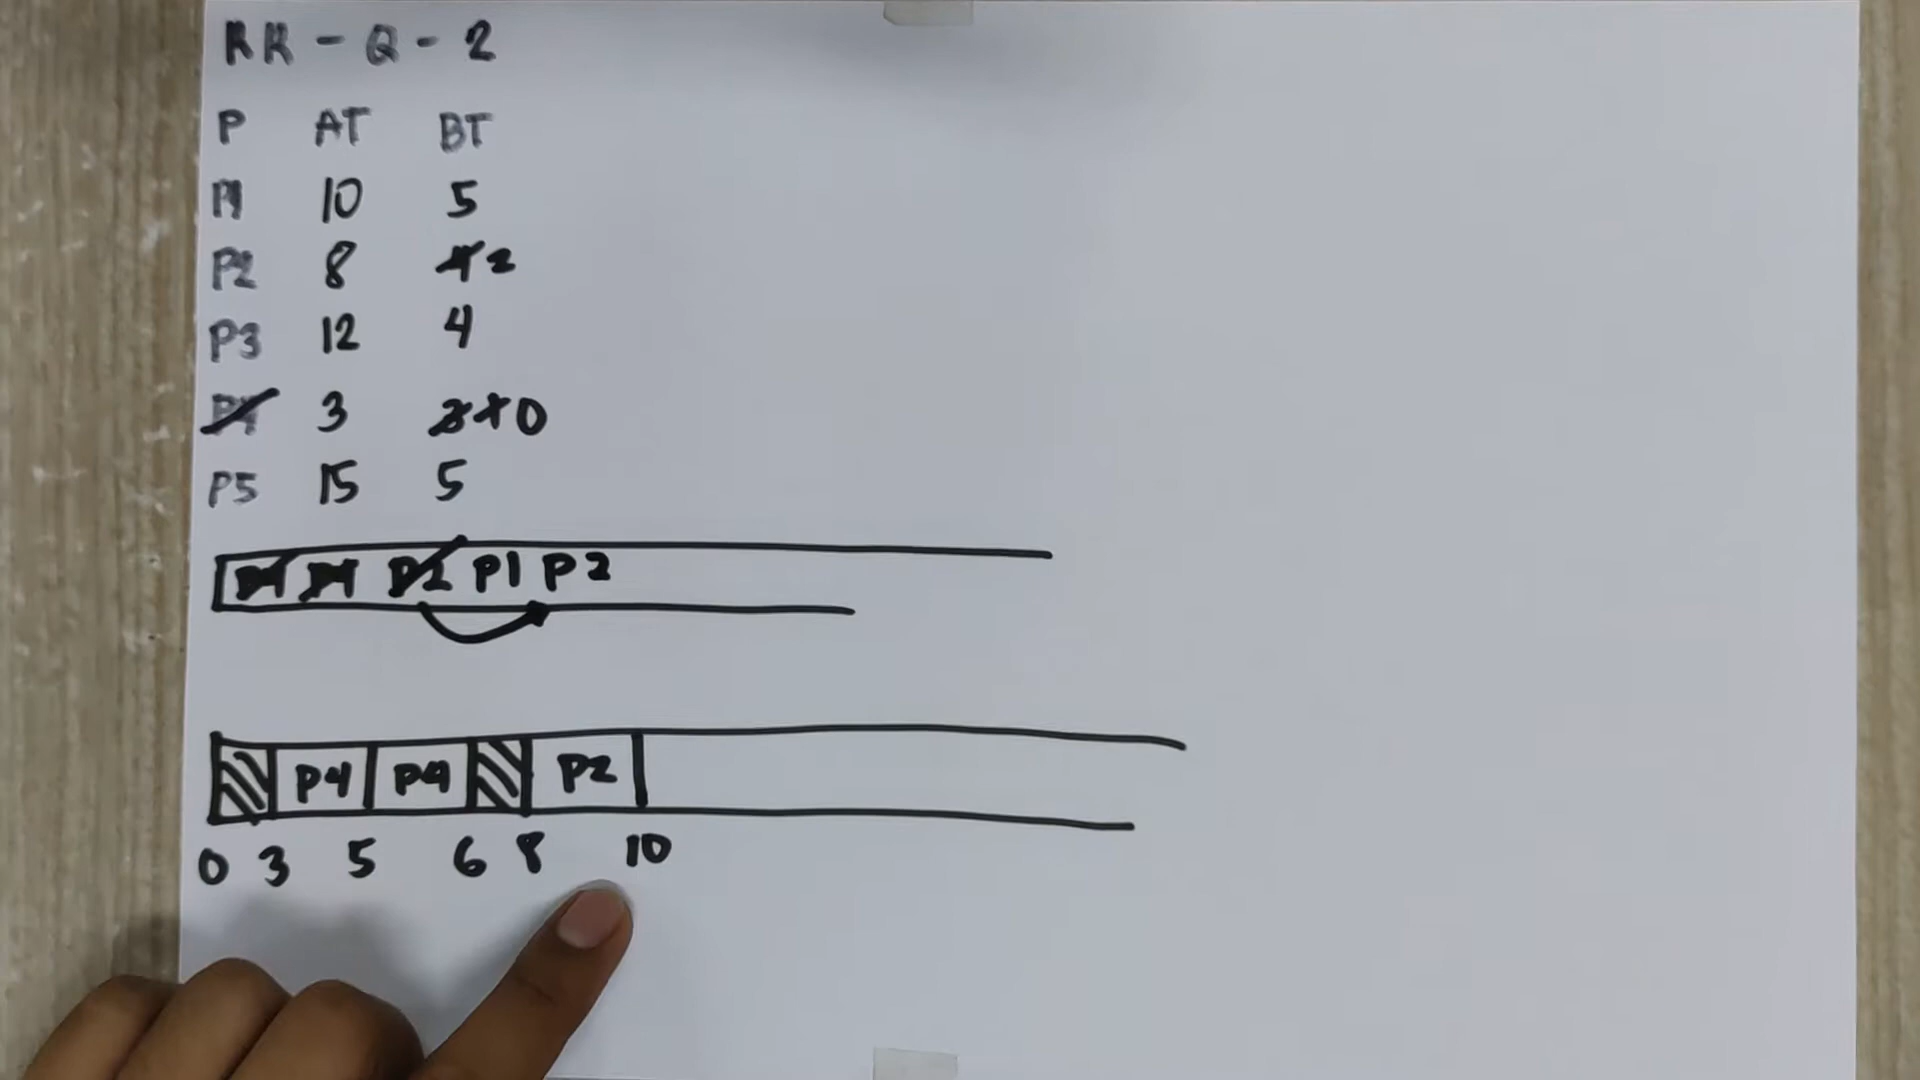 RR - Q - 2
P AT BT
P1 10 5
P2 8 4 2
P3 12 4
P4 3 3 1 0
P5 15 5
P4 P4 P2 P1 P2
P4 P4 P2
0 3 5 6 8 10